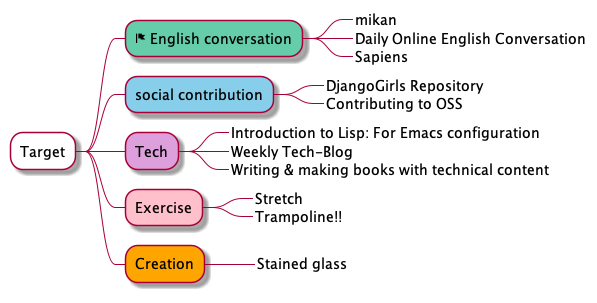 Target
English conversation
mikan
Daily Online English Conversation
Sapiens
social contribution
DjangoGirls Repository
Contributing to OSS
Tech
Introduction to Lisp: For Emacs configuration
Weekly Tech-Blog
Writing & making books with technical content
Exercise
Stretch
Trampoline!!
Creation
Stained glass